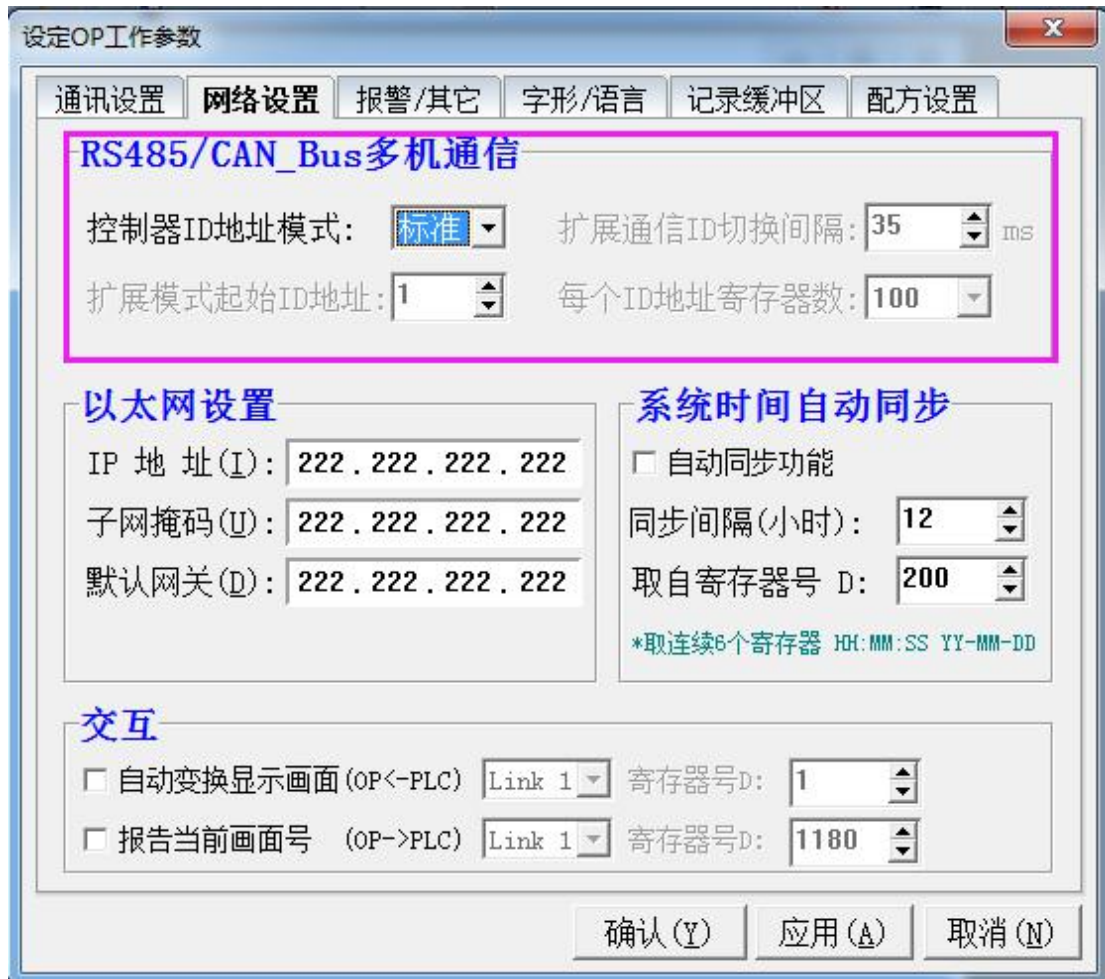 设定OP工作参数
通讯设置 网络设置 报警/其它 字形/语言 记录缓冲区 配方设置
RS485/CAN_Bus多机通信
控制器ID地址模式: 标准 扩展通信ID切换间隔: 35 ms
扩展模式起始ID地址: 1 每个ID地址寄存器数: 100
以太网设置
IP 地 址(I): 222 . 222 . 222 . 222
子网掩码(U): 222 . 222 . 222 . 222
默认网关(D): 222 . 222 . 222 . 222
系统时间自动同步
自动同步功能
同步间隔(小时): 12
取自寄存器号 D: 200
*取连续6个寄存器 HH:MM:SS YY-MM-DD
交互
自动变换显示画面(OP<-PLC) Link 1 寄存器号D: 1
报告当前画面号 (OP->PLC) Link 1 寄存器号D: 1180
确认(Y) 应用(A) 取消(N)